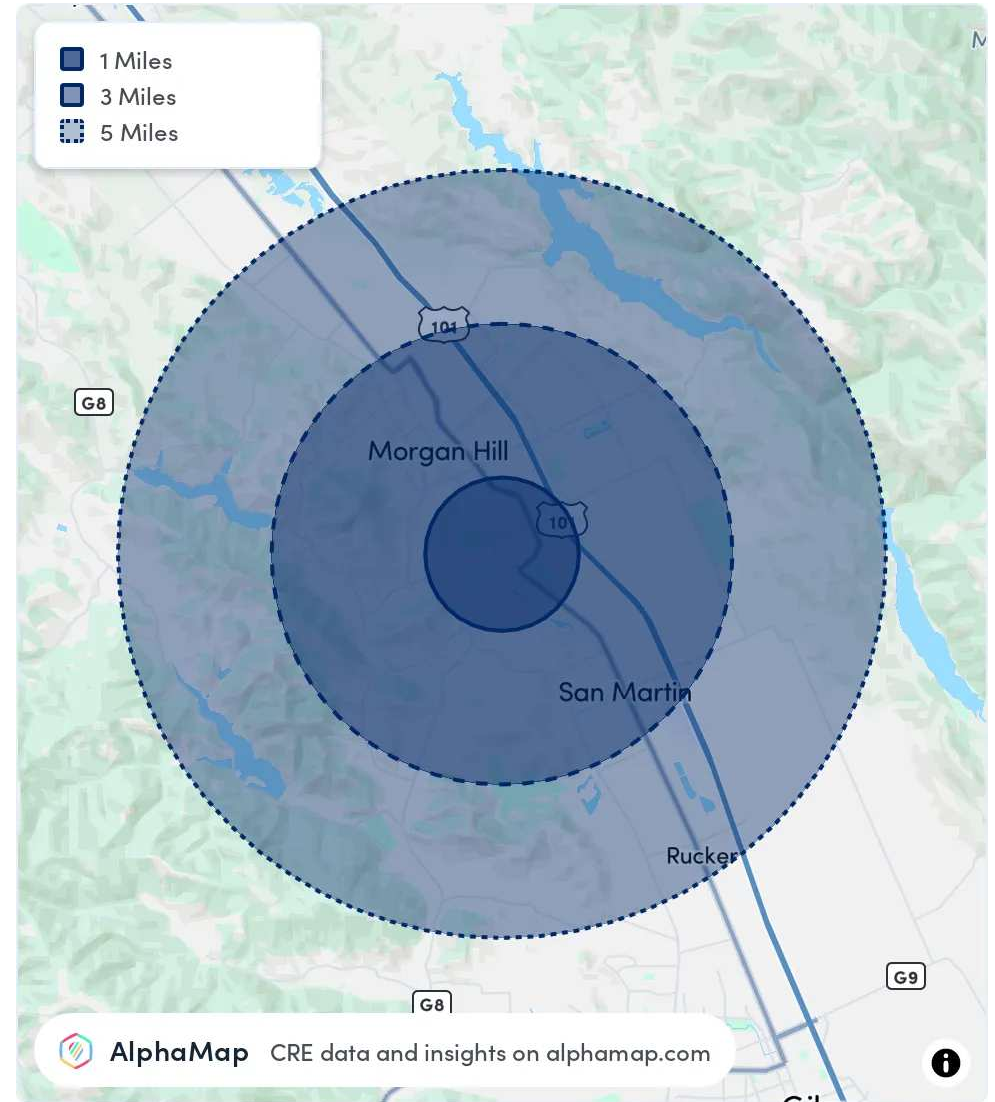 1 Miles
3 Miles
5 Miles
M
101
G8
Morgan Hill
101
San Martin
Rucker
G9
G8
AlphaMap CRE data and insights on alphamap.com
i
Gil